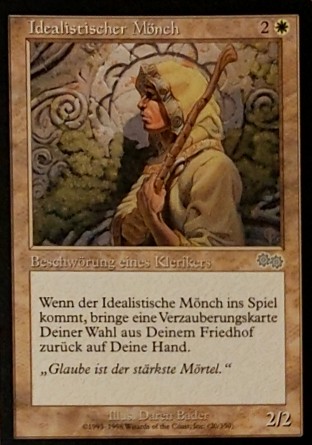 Idealistischer Mönch 2
Beschwörung eines Klerikers
Wenn der Idealistische Mönch ins Spiel
kommt, bringe eine Verzauberungskarte
Deiner Wahl aus Deinem Friedhof
zurück auf Deine Hand.
„Glaube ist der stärkste Mörtel."
Illus. Daren Bader
2/2